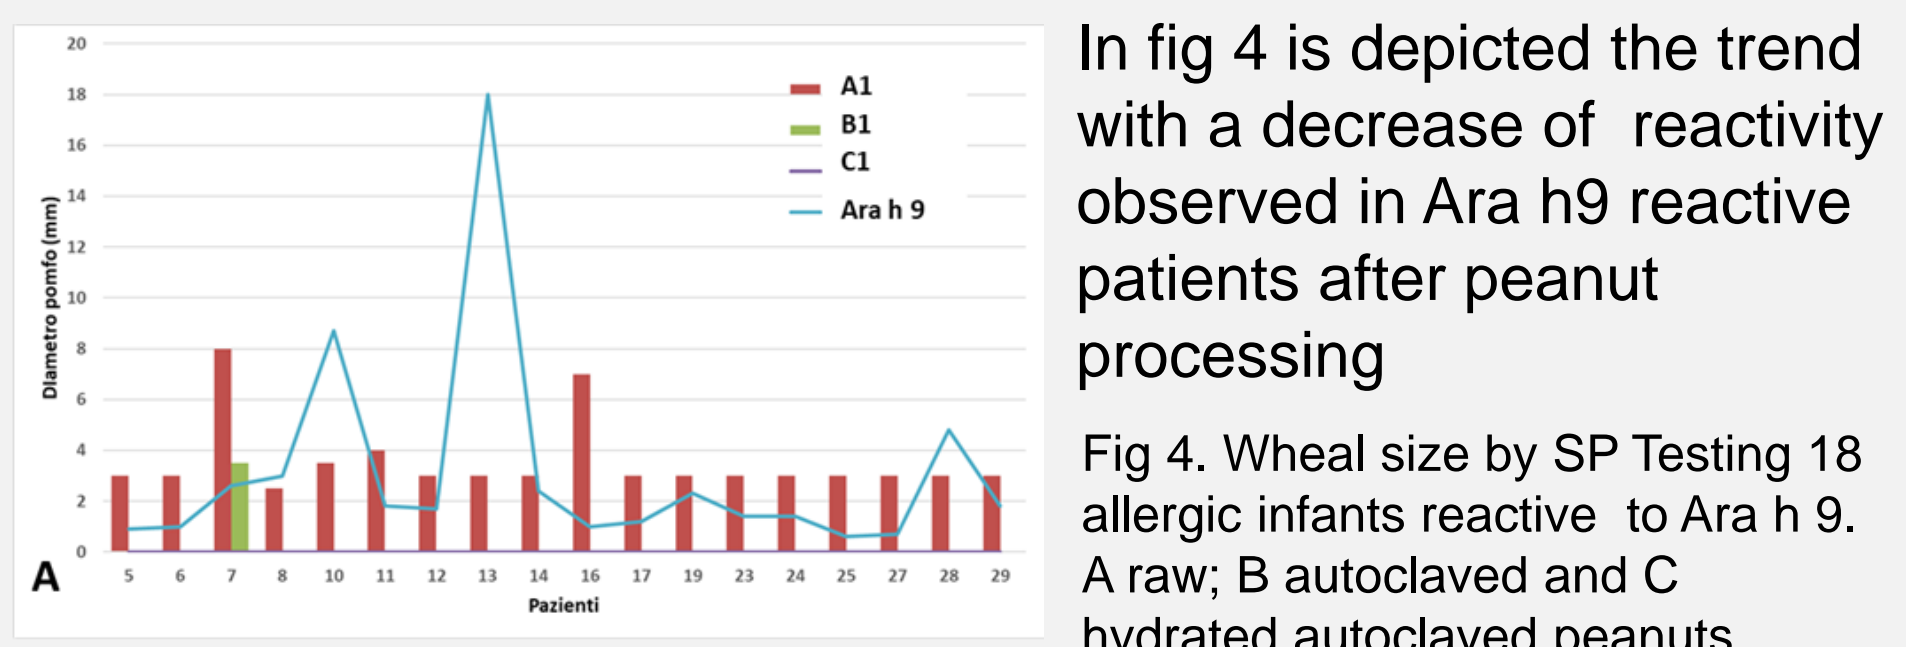 20
18
16
14
12
10
8
6
4
2
0
Diametro pomfo (mm)
A1
B1
C1
Ara h 9
5 6 7 8 10 11 12 13 14 16 17 19 23 24 25 27 28 29
Pazienti
A
In fig 4 is depicted the trend
with a decrease of reactivity
observed in Ara h9 reactive
patients after peanut
processing
Fig 4. Wheal size by SP Testing 18
allergic infants reactive to Ara h 9.
A raw; B autoclaved and C
hydrated autoclaved peanuts